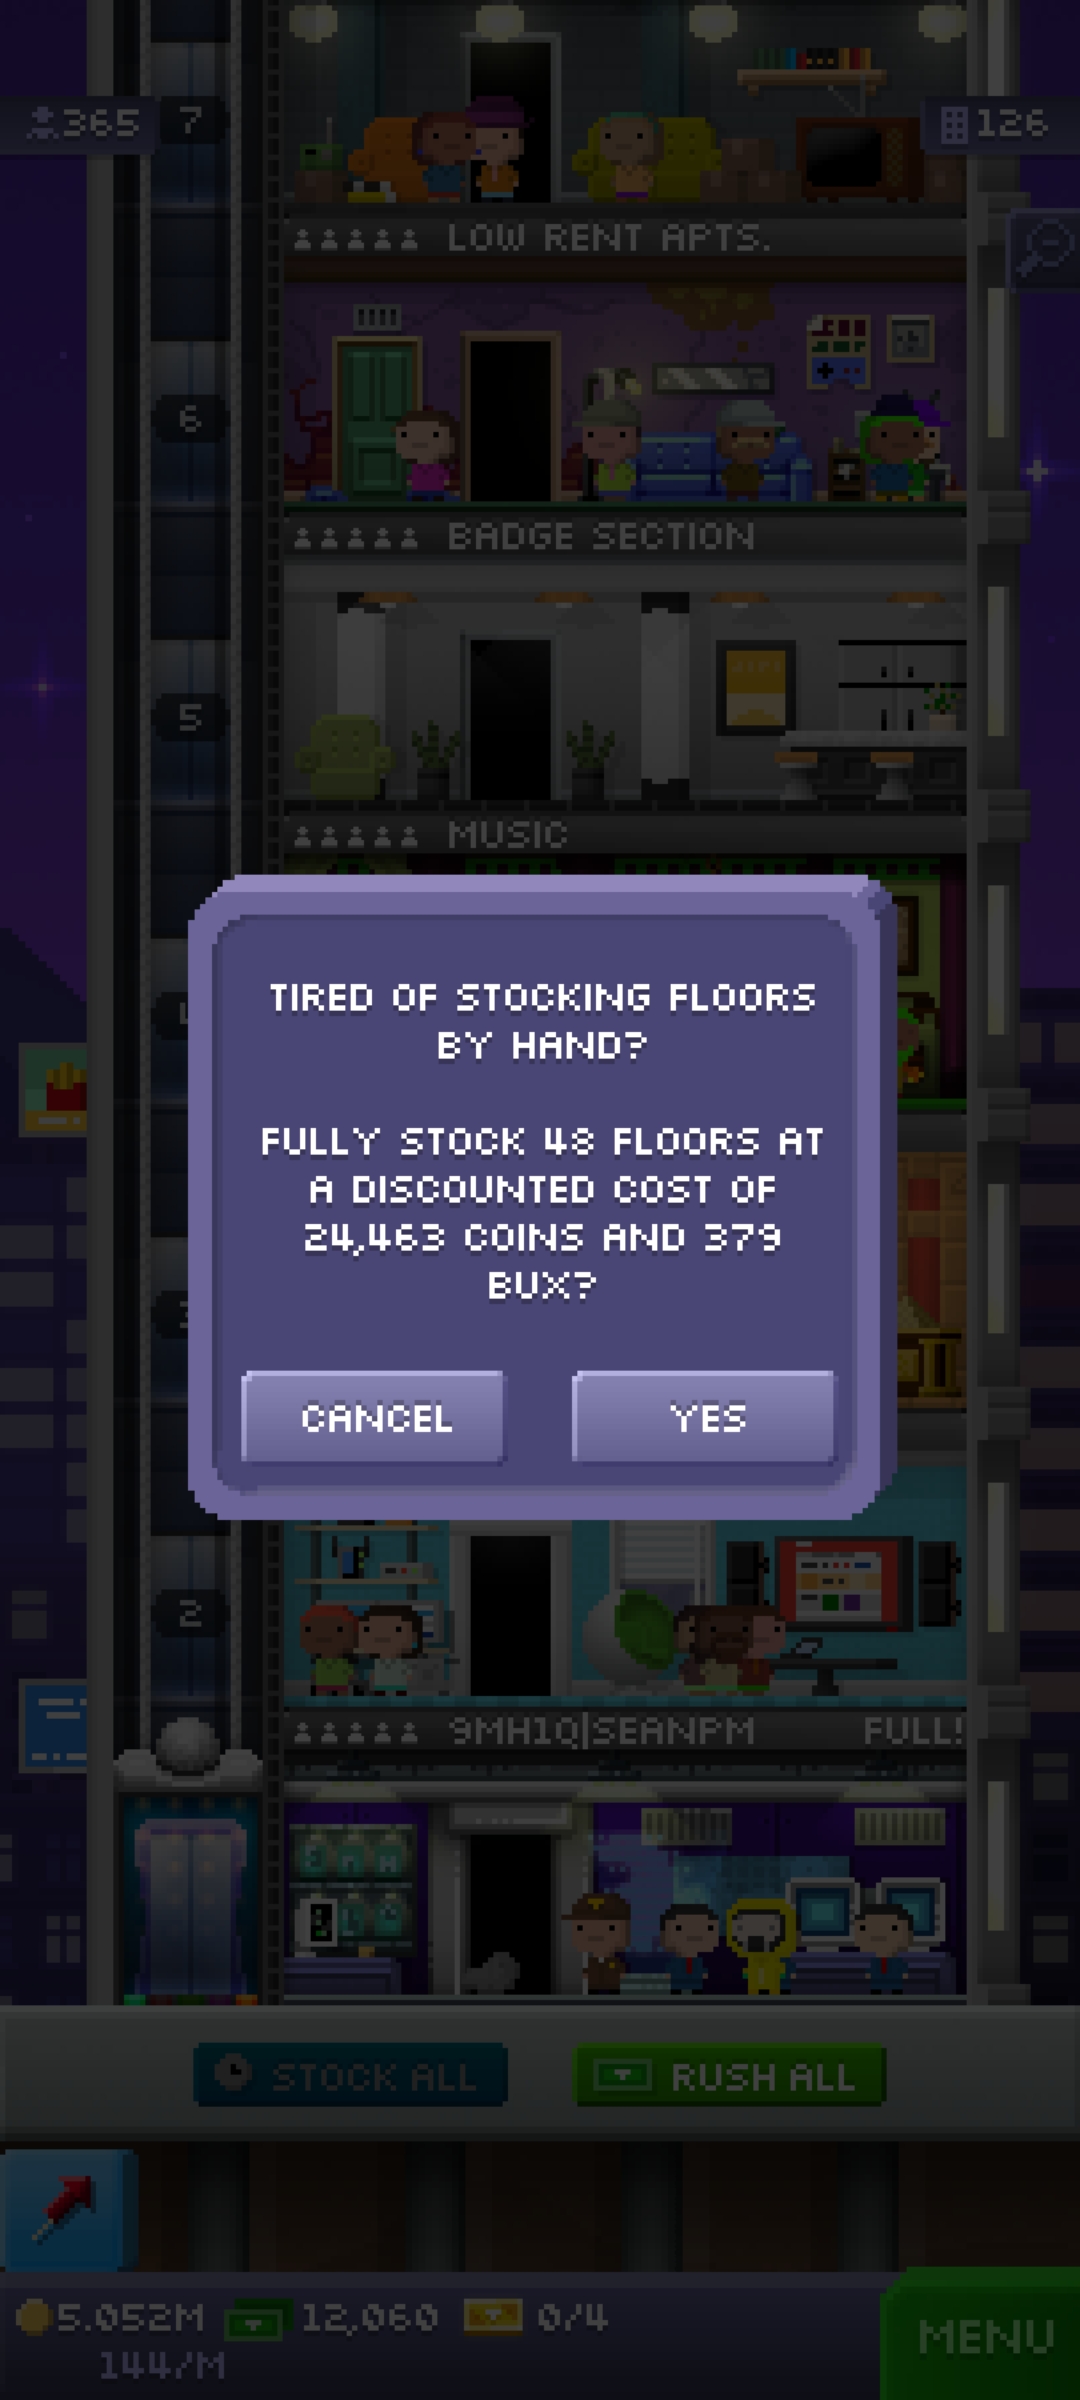 365
7
126
LOW RENT APTS.
6
BADGE SECTION
5
MUSIC
TIRED OF STOCKING FLOORS
BY HAND?
FULLY STOCK 48 FLOORS AT
A DISCOUNTED COST OF
24,463 COINS AND 379
BUX?
CANCEL
YES
2
9MH1Q|SEANPM
FULL!
STOCK ALL
RUSH ALL
5.052M
12,060
0/4
144/M
MENU